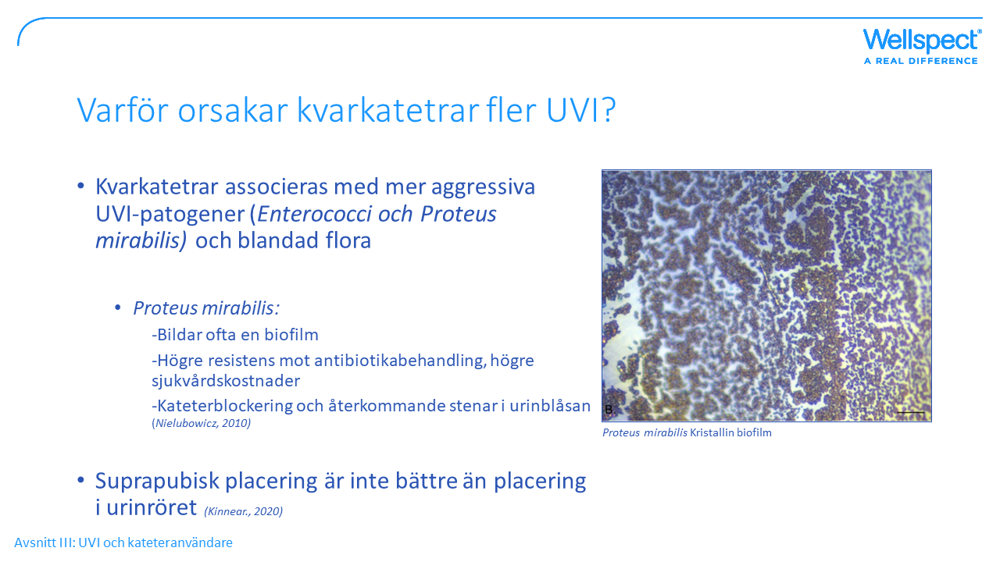 Wellspect®
A REAL DIFFERENCE
Varför orsakar kvarkatetrar fler UVI?
• Kvarkatetrar associeras med mer aggressiva
UVI-patogener (Enterococci och Proteus
mirabilis) och blandad flora
• Proteus mirabilis:
-Bildar ofta en biofilm
-Högre resistens mot antibiotikabehandling, högre
sjukvårdskostnader
-Kateterblockering och återkommande stenar i urinblåsan
(Nielubowicz, 2010)
B
Proteus mirabilis Kristallin biofilm
• Suprapubisk placering är inte bättre än placering
i urinröret (Kinnear., 2020)
Avsnitt III: UVI och kateteranvändare